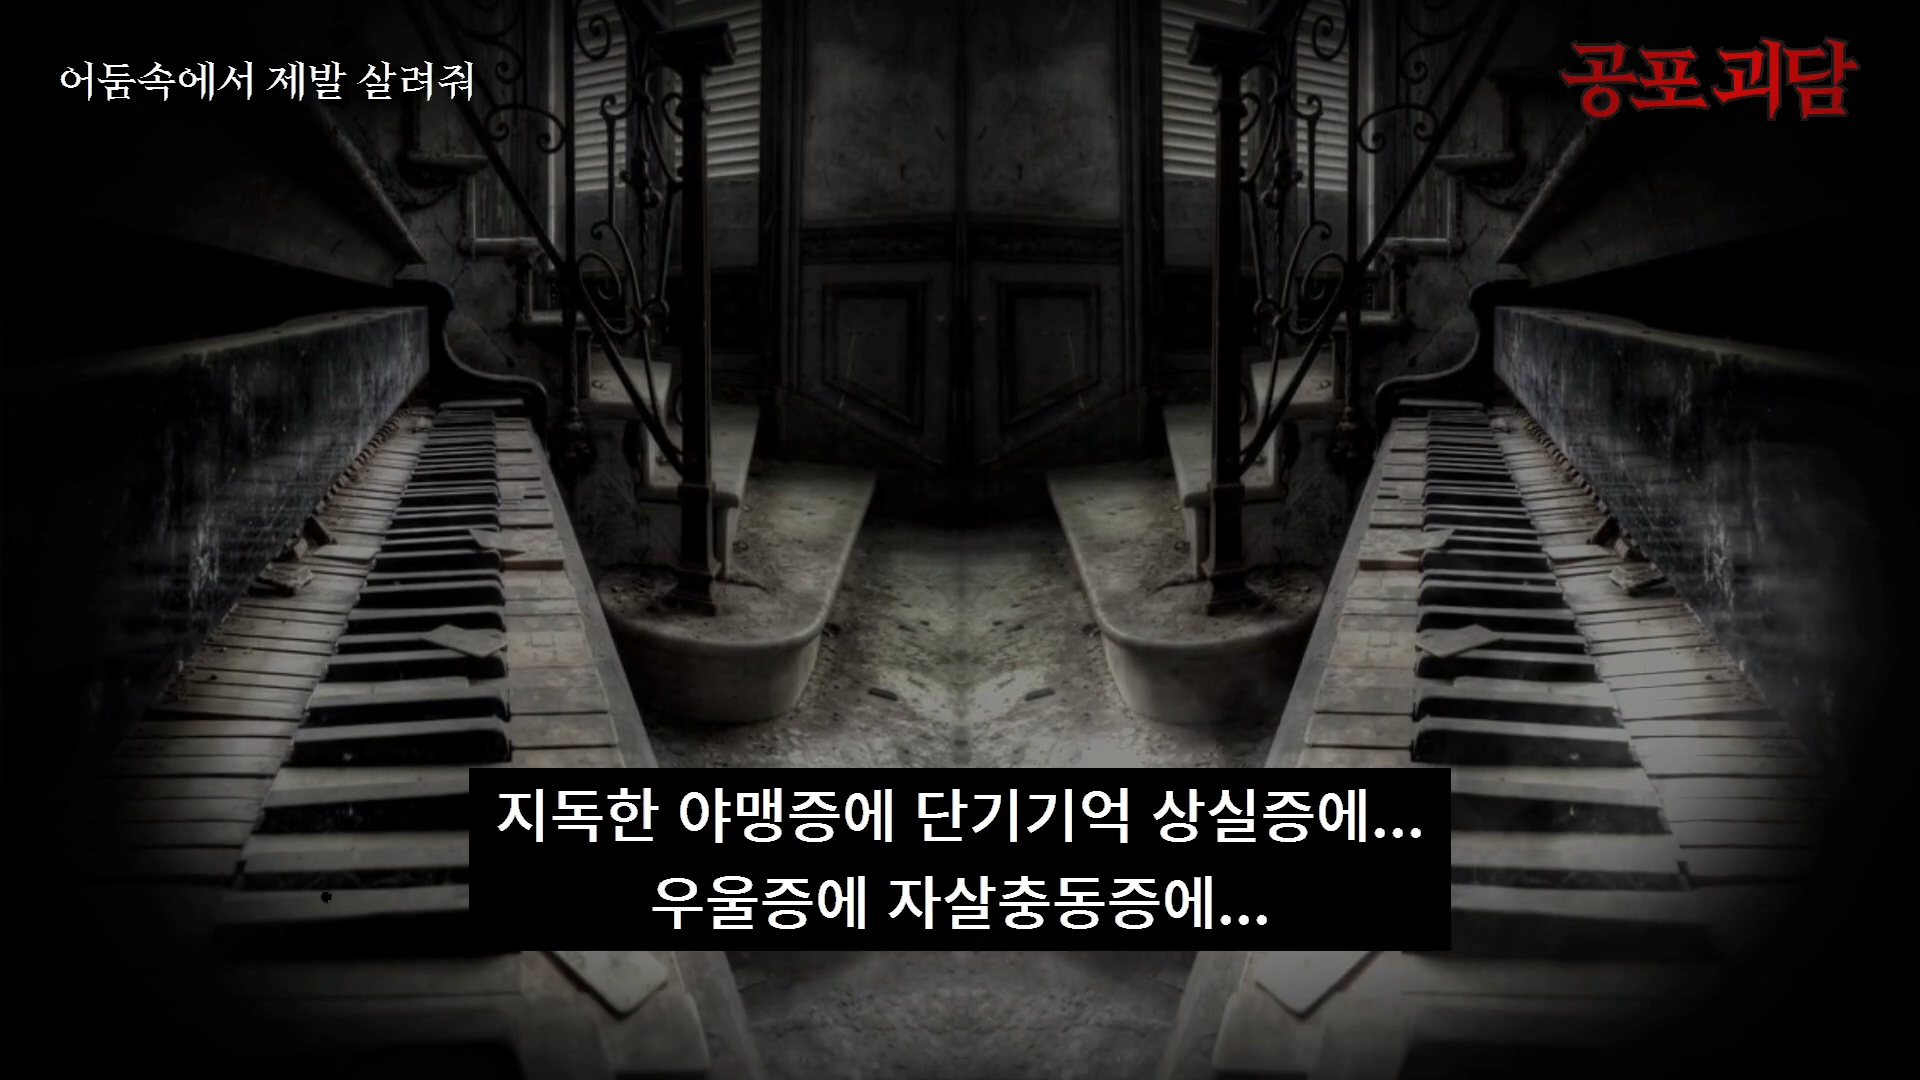 어둠속에서 제발 살려줘
공포괴담
지독한 야맹증에 단기기억 상실증에...
우울증에 자살충동증에...